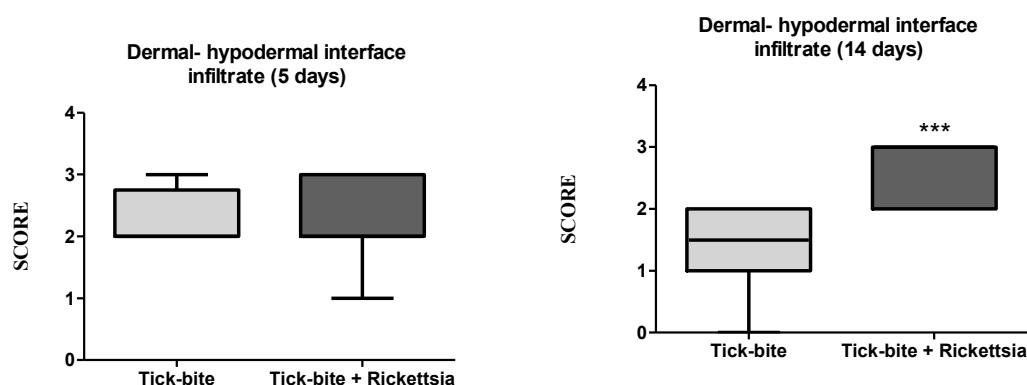 Dermal- hypodermal interface
infiltrate (5 days)
SCORE
4
3
2
1
0
Tick-bite
Tick-bite + Rickettsia
Dermal- hypodermal interface
infiltrate (14 days)
SCORE
4
3
2
1
0
***
Tick-bite
Tick-bite + Rickettsia